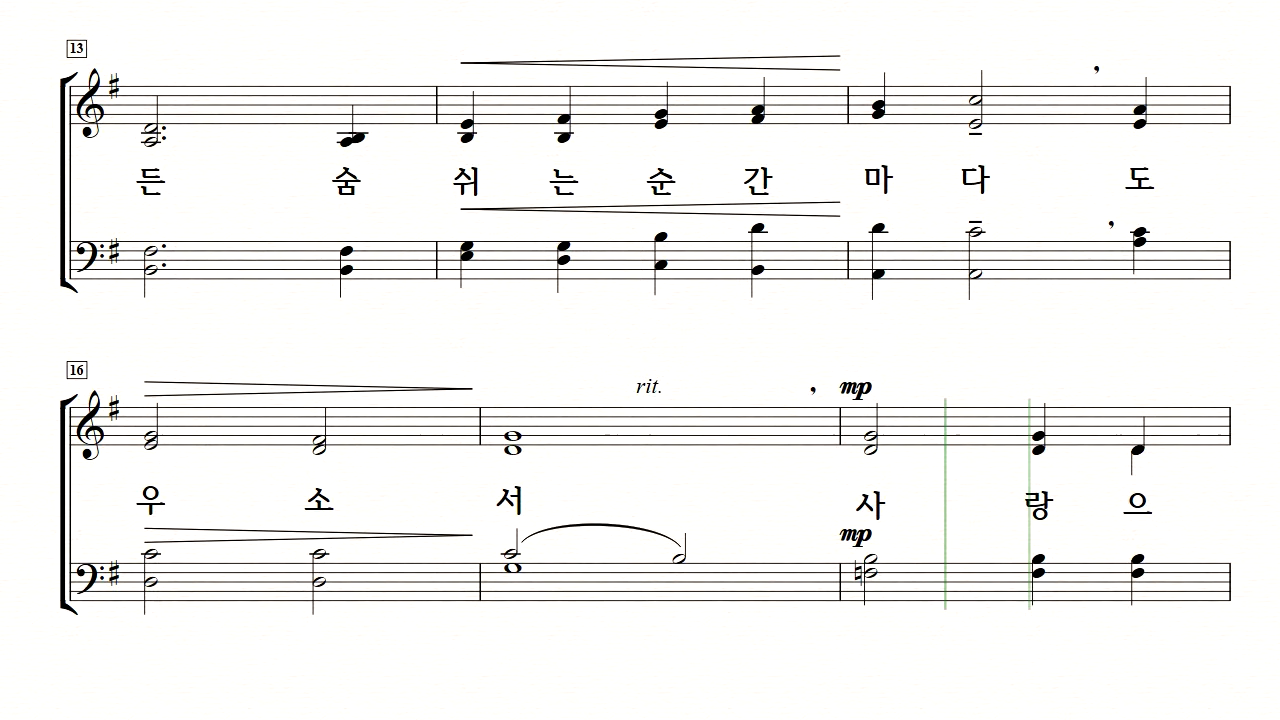 13
든 숨 쉬 는 순 간 마 다 도
16
rit. mp
우 소 서 사 랑 으
mp